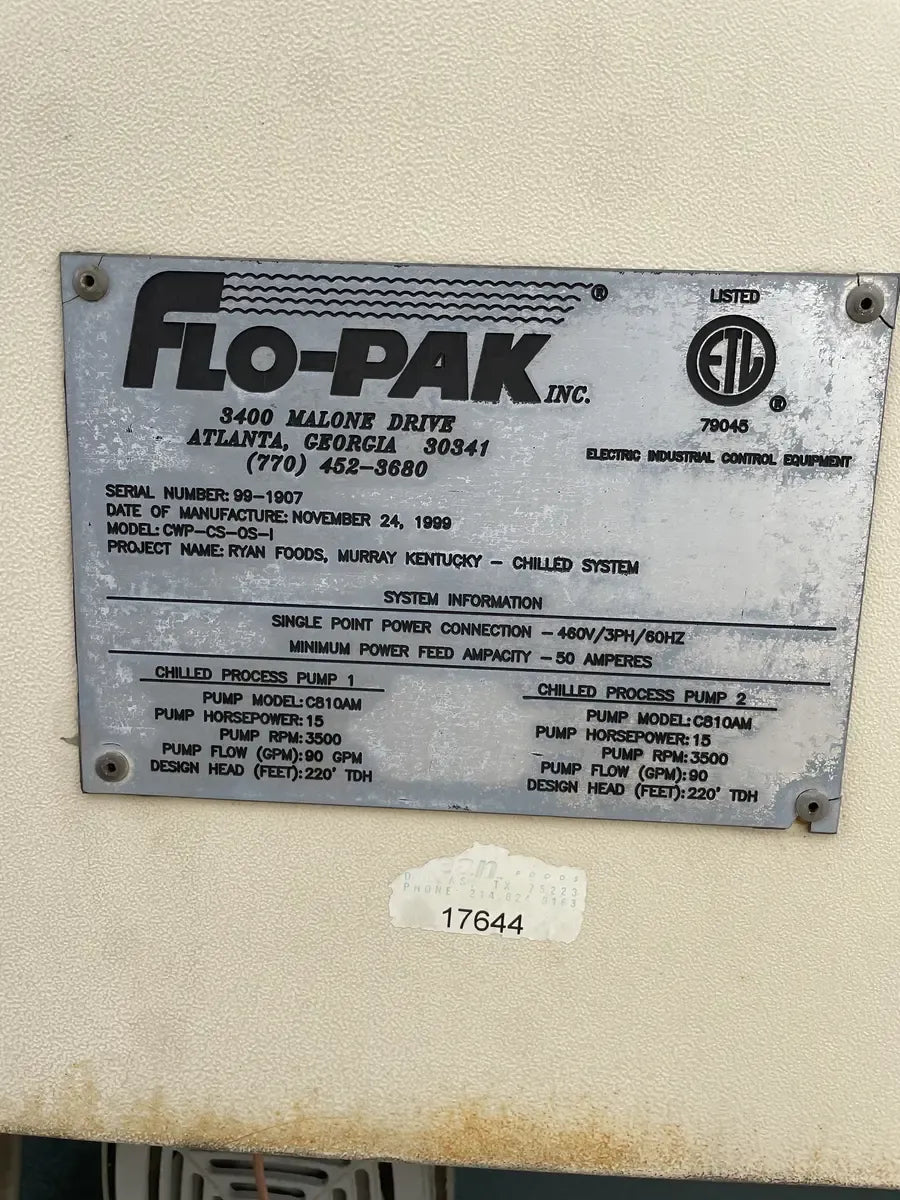 FLO-PAK INC. ®
3400 MALONE DRIVE
ATLANTA, GEORGIA 30341
(770) 452-3680
LISTED
ETL ®
79045
ELECTRIC INDUSTRIAL CONTROL EQUIPMENT
SERIAL NUMBER: 99-1907
DATE OF MANUFACTURE: NOVEMBER 24, 1999
MODEL: CWP-CS-OS-I
PROJECT NAME: RYAN FOODS, MURRAY KENTUCKY - CHILLED SYSTEM
SYSTEM INFORMATION
SINGLE POINT POWER CONNECTION - 460V/3PH/60HZ
MINIMUM POWER FEED AMPACITY - 50 AMPERES
CHILLED PROCESS PUMP 1
PUMP MODEL: C810AM
PUMP HORSEPOWER: 15
PUMP RPM: 3500
PUMP FLOW (GPM): 90 GPM
DESIGN HEAD (FEET): 220' TDH
CHILLED PROCESS PUMP 2
PUMP MODEL: C810AM
PUMP HORSEPOWER: 15
PUMP RPM: 3500
PUMP FLOW (GPM): 90
DESIGN HEAD (FEET): 220' TDH
FOODS
TX 75223
PHONE
17644